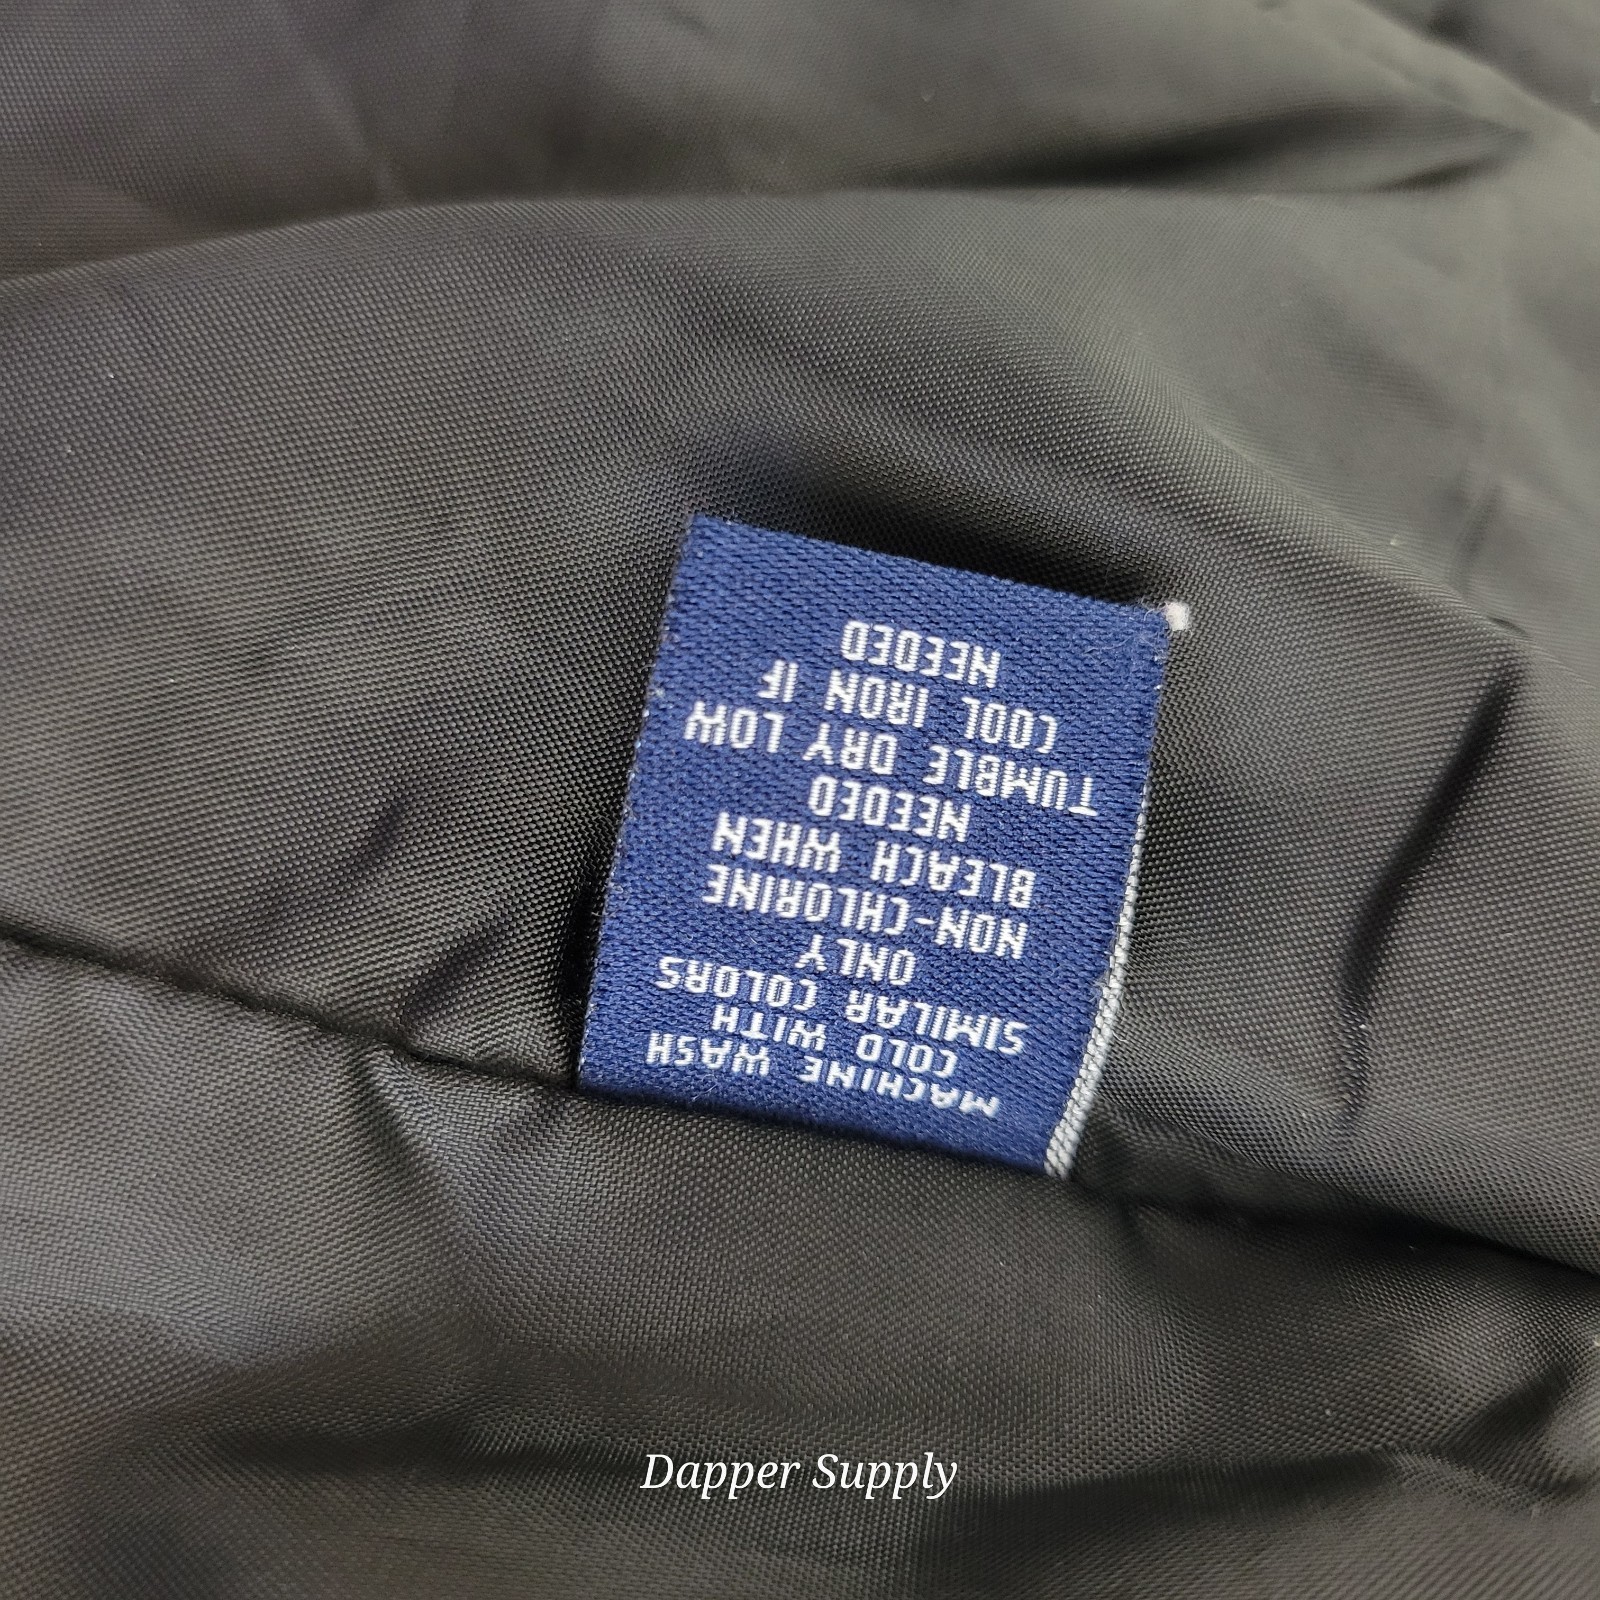 MACHINE WASH
COLD WITH
SIMILAR COLORS
ONLY
NON-CHLORINE
BLEACH WHEN
NEEDED
TUMBLE DRY LOW
COOL IRON IF
NEEDED
Dapper Supply